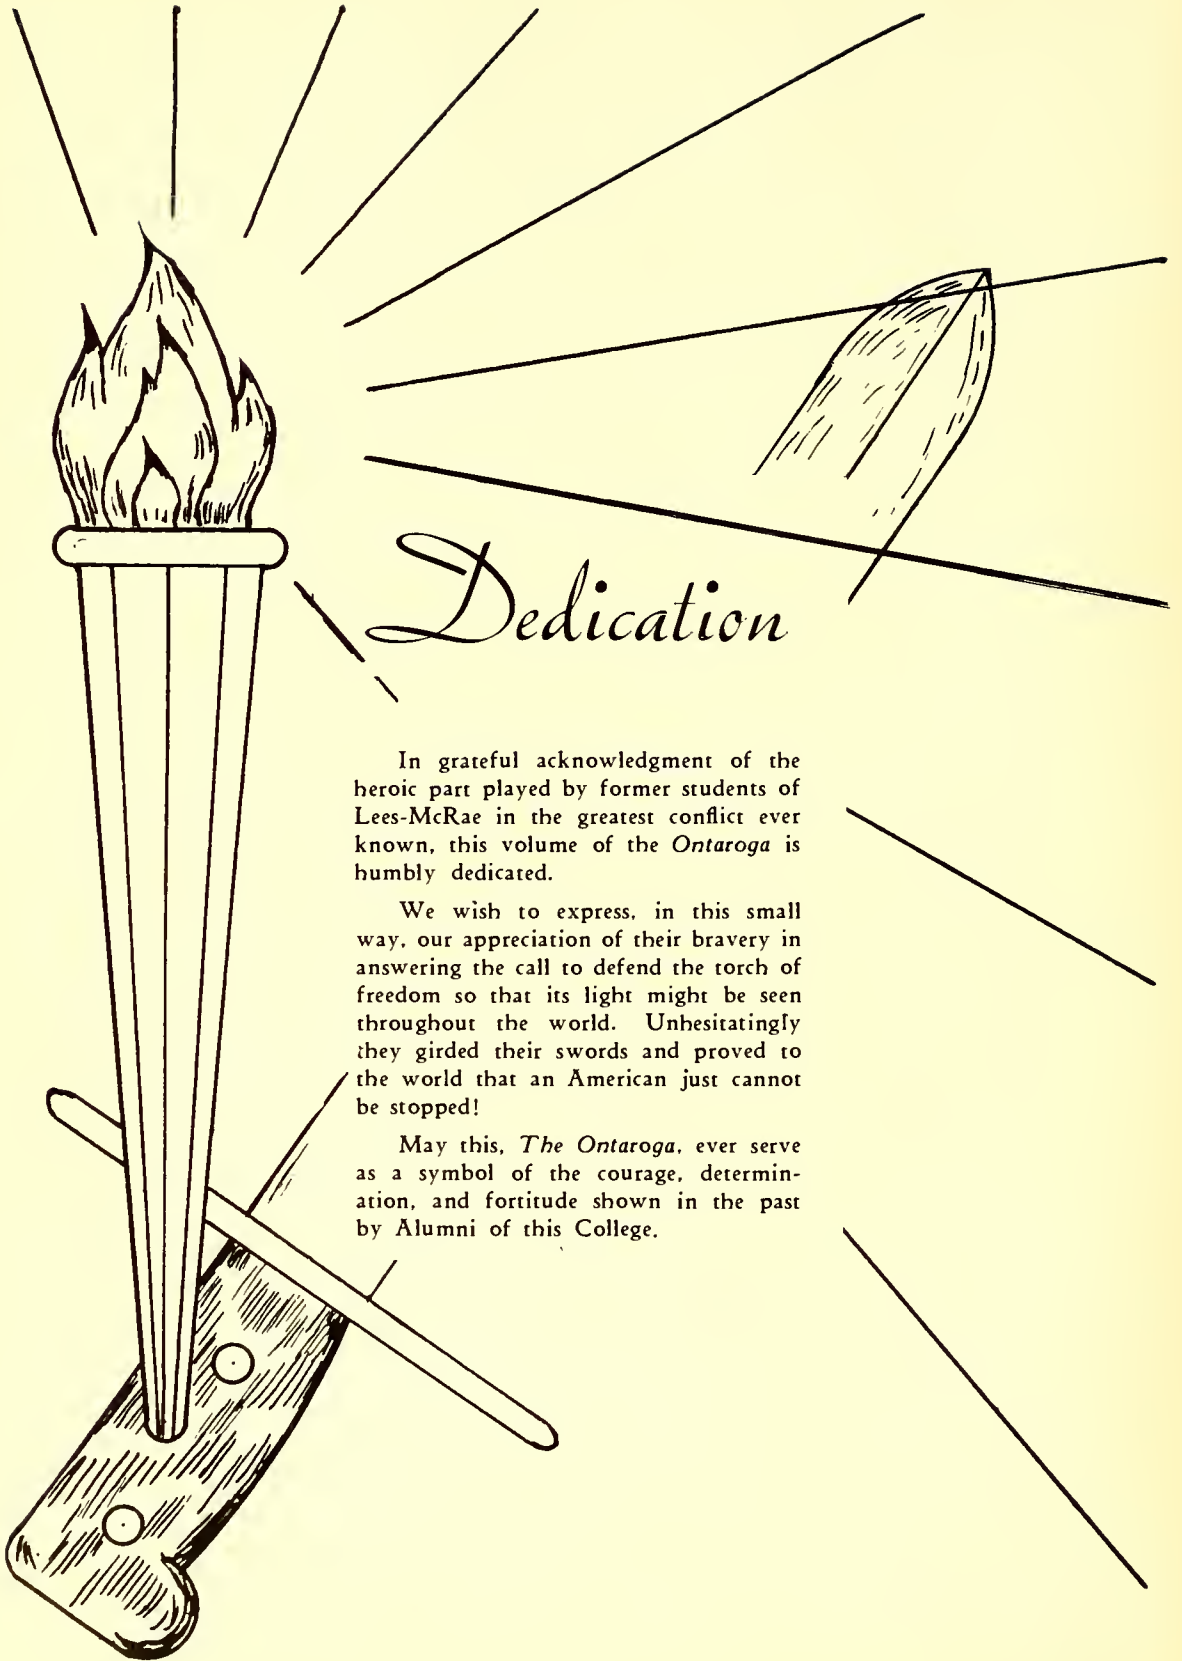 Dedication
In grateful acknowledgment of the
heroic part played by former students of
Lees-McRae in the greatest conflict ever
known, this volume of the Ontaroga is
humbly dedicated.
We wish to express, in this small
way, our appreciation of their bravery in
answering the call to defend the torch of
freedom so that its light might be seen
throughout the world. Unhesitatingly
they girded their swords and proved to
the world that an American just cannot
be stopped!
May this, The Ontaroga, ever serve
as a symbol of the courage, determin-
ation, and fortitude shown in the past
by Alumni of this College.